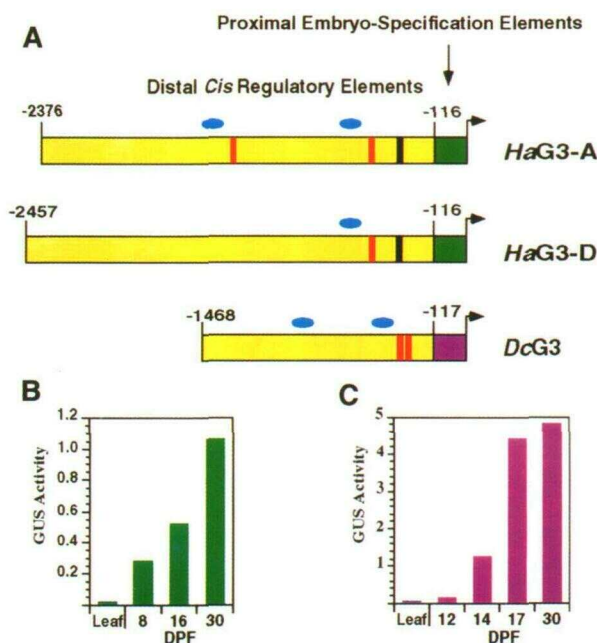 A
Proximal Embryo-Specification Elements
Distal Cis Regulatory Elements
-2376
-116
HaG3-A
-2457
-116
HaG3-D
-1468
-117
DcG3
B
GUS Activity
1.2
1.0
0.8
0.6
0.4
0.2
Leaf 8 16 30
DPF
C
GUS Activity
5
4
3
2
1
Leaf 12 14 17 30
DPF